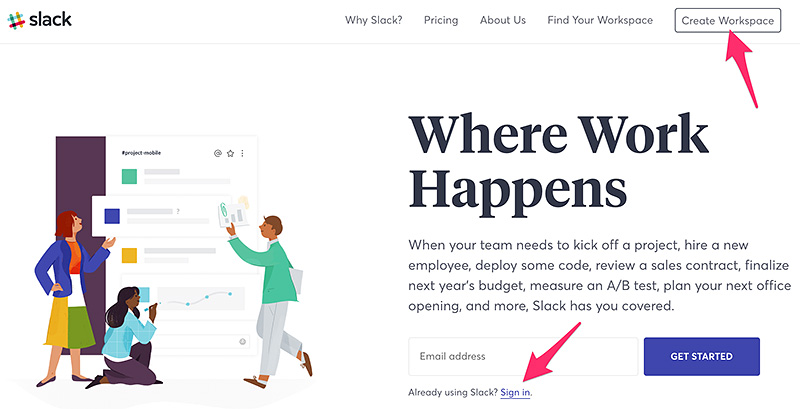 slack
Why Slack? Pricing About Us Find Your Workspace Create Workspace
#project-mobile
?
Where Work
Happens
When your team needs to kick off a project, hire a new
employee, deploy some code, review a sales contract, finalize
next year's budget, measure an A/B test, plan your next office
opening, and more, Slack has you covered.
Email address GET STARTED
Already using Slack? Sign in.